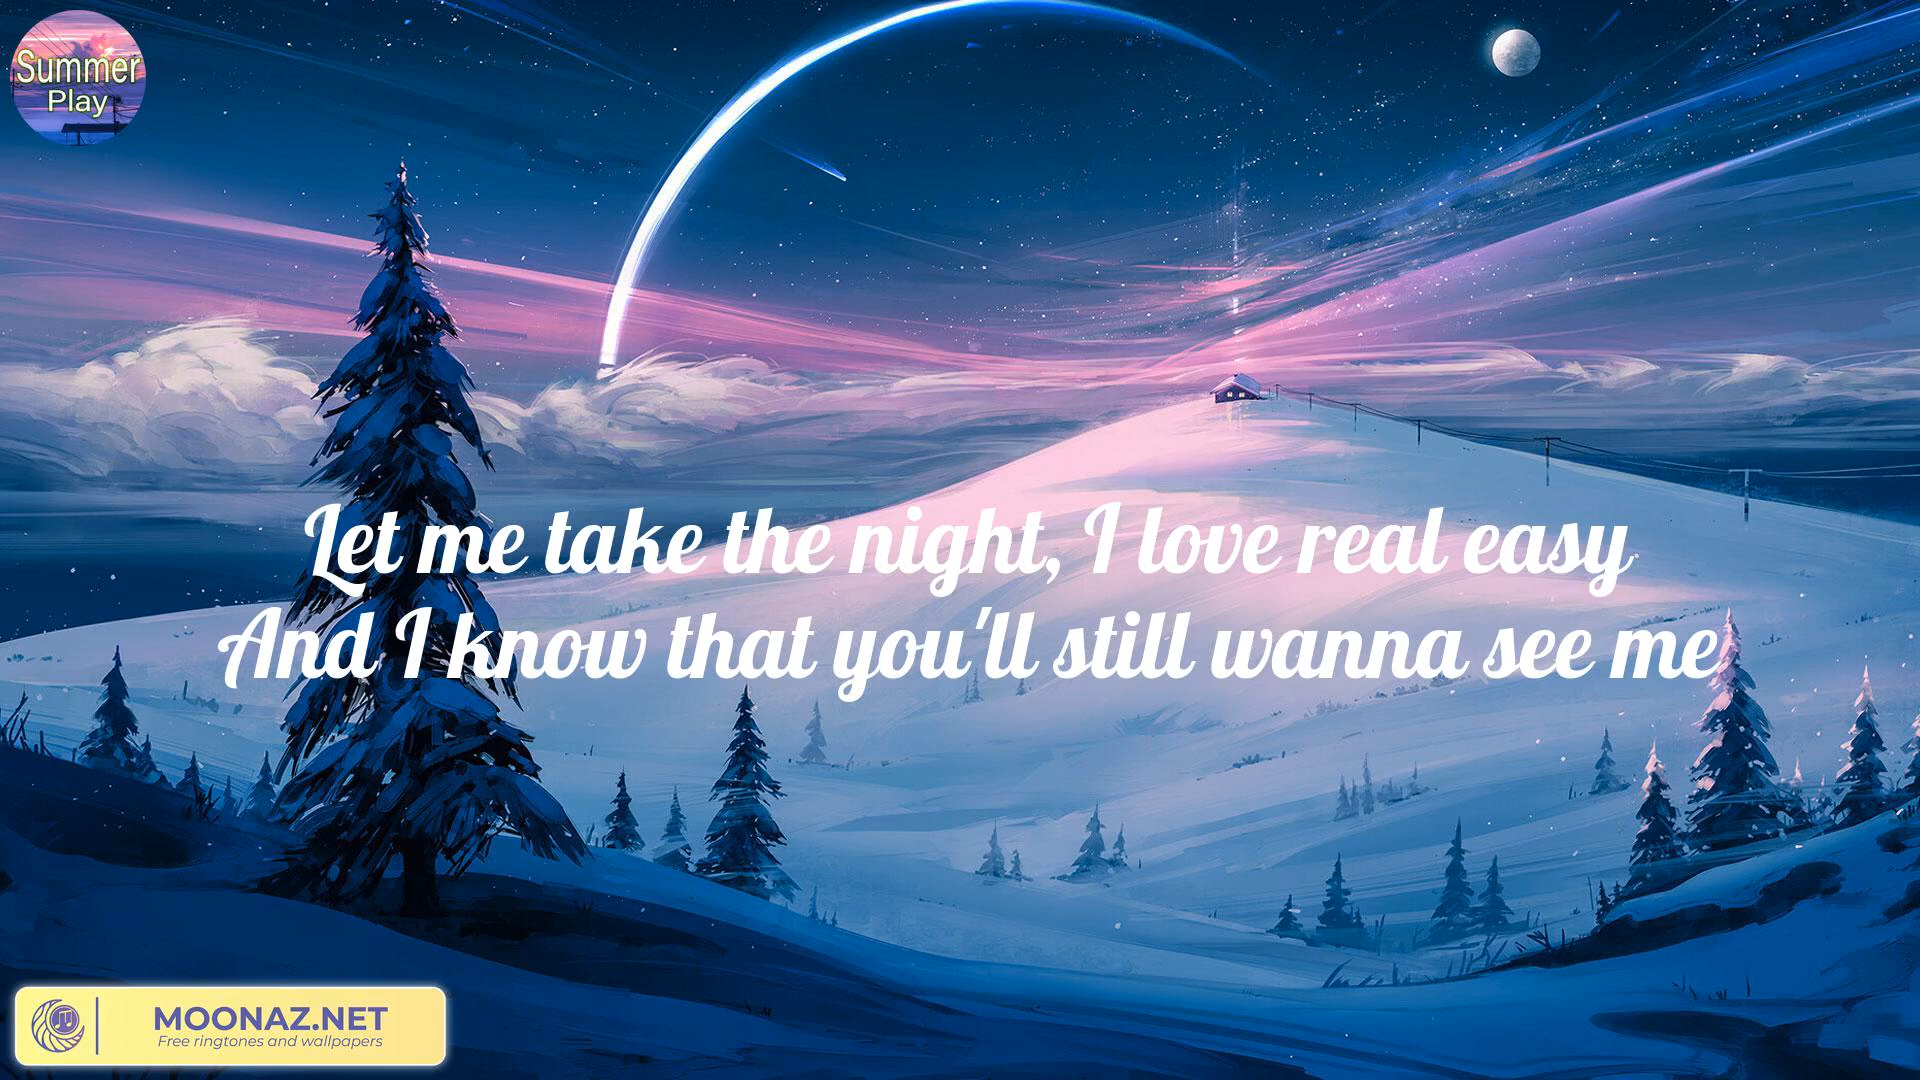 Summer
Play
Let me take the night, I love real easy
And I know that you'll still wanna see me
MOONAZ.NET
Free ringtones and wallpapers